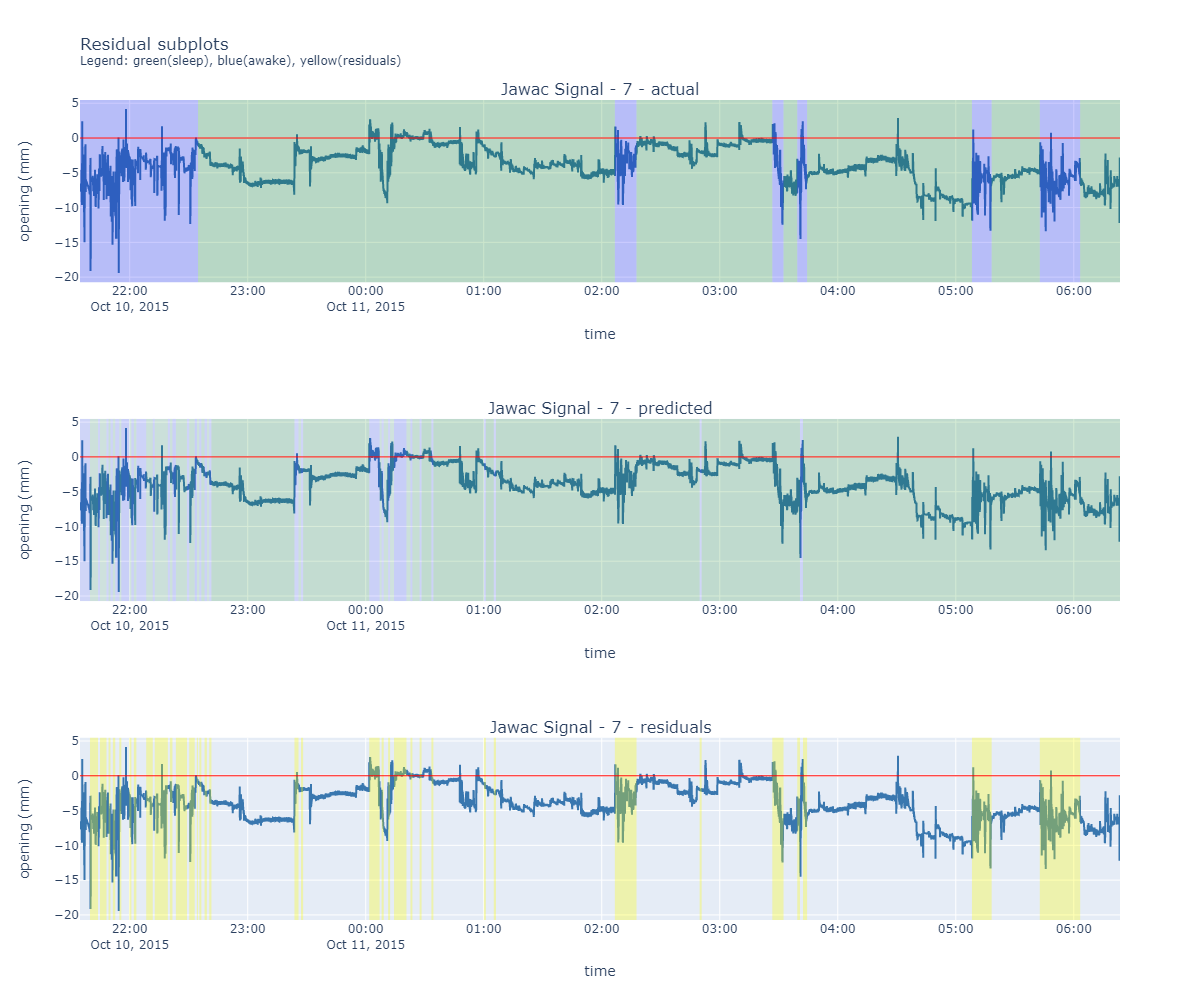 Residual subplots
Legend: green(sleep), blue(awake), yellow(residuals)
Jawac Signal - 7 - actual
5
0
−5
−10
−15
−20
opening (mm)
22:00 23:00 00:00 01:00 02:00 03:00 04:00 05:00 06:00
Oct 10, 2015 Oct 11, 2015
time
Jawac Signal - 7 - predicted
5
0
−5
−10
−15
−20
opening (mm)
22:00 23:00 00:00 01:00 02:00 03:00 04:00 05:00 06:00
Oct 10, 2015 Oct 11, 2015
time
Jawac Signal - 7 - residuals
5
0
−5
−10
−15
−20
opening (mm)
22:00 23:00 00:00 01:00 02:00 03:00 04:00 05:00 06:00
Oct 10, 2015 Oct 11, 2015
time